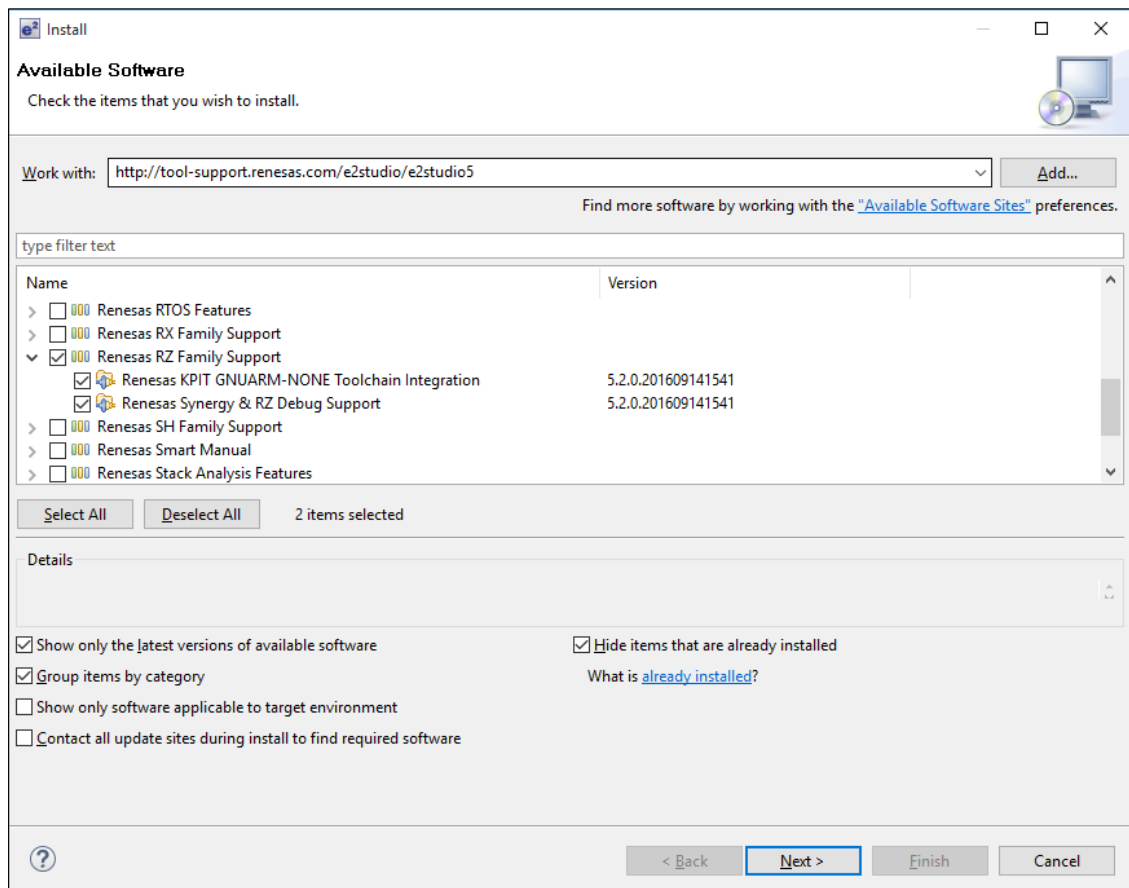 e² Install
Available Software
Check the items that you wish to install.
Work with: http://tool-support.renesas.com/e2studio/e2studio5 Add...
Find more software by working with the "Available Software Sites" preferences.
type filter text
Name Version
Renesas RTOS Features
Renesas RX Family Support
Renesas RZ Family Support
Renesas KPIT GNUARM-NONE Toolchain Integration 5.2.0.201609141541
Renesas Synergy & RZ Debug Support 5.2.0.201609141541
Renesas SH Family Support
Renesas Smart Manual
Renesas Stack Analysis Features
Select All Deselect All 2 items selected
Details
Show only the latest versions of available software Hide items that are already installed
Group items by category What is already installed?
Show only software applicable to target environment
Contact all update sites during install to find required software
? < Back Next > Finish Cancel